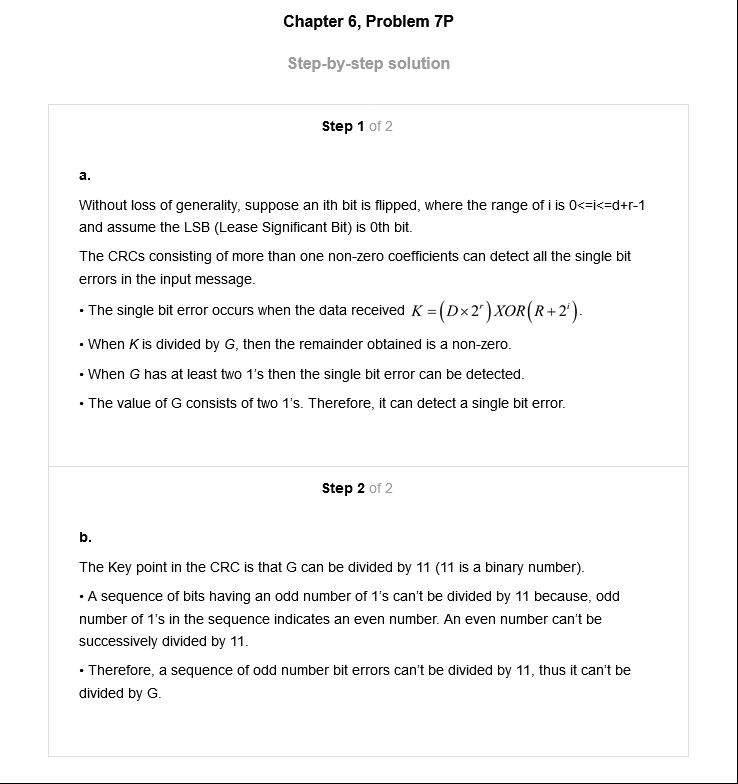 Chapter 6, Problem 7P
Step-by-step solution
Step 1 of 2
a.
Without loss of generality, suppose an ith bit is flipped, where the range of i is 0<=i<=d+r-1
and assume the LSB (Lease Significant Bit) is 0th bit.
The CRCs consisting of more than one non-zero coefficients can detect all the single bit
errors in the input message.
• The single bit error occurs when the data received K = (D×2ʳ) XOR(R+2ⁱ).
• When K is divided by G, then the remainder obtained is a non-zero.
• When G has at least two 1's then the single bit error can be detected.
• The value of G consists of two 1's. Therefore, it can detect a single bit error.
Step 2 of 2
b.
The Key point in the CRC is that G can be divided by 11 (11 is a binary number).
• A sequence of bits having an odd number of 1's can't be divided by 11 because, odd
number of 1's in the sequence indicates an even number. An even number can't be
successively divided by 11.
• Therefore, a sequence of odd number bit errors can't be divided by 11, thus it can't be
divided by G.